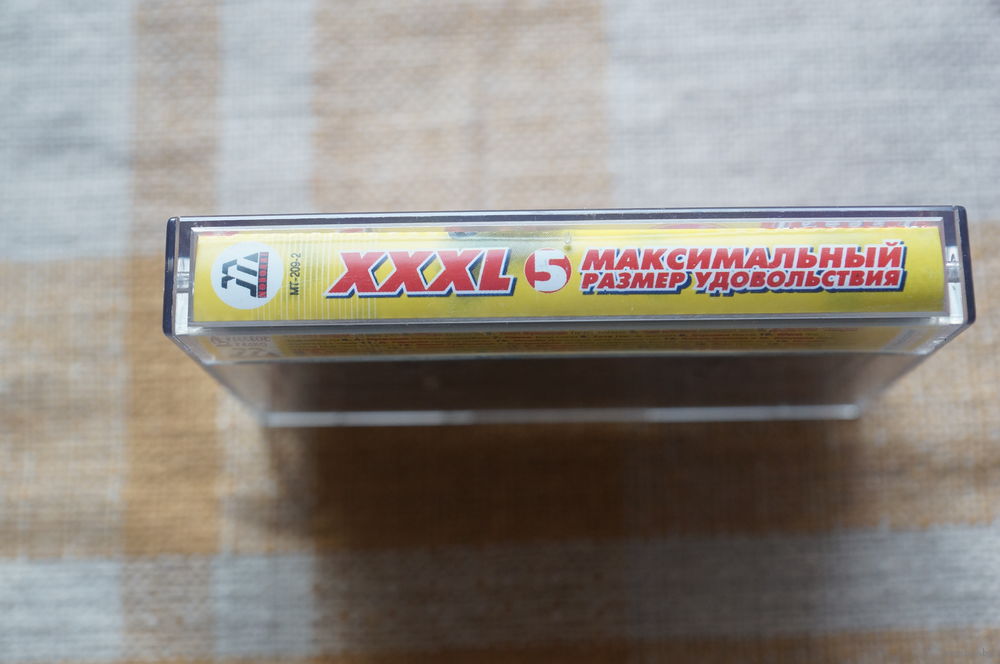 МТ-209-2
XXXL 5 МАКСИМАЛЬНЫЙ
РАЗМЕР УДОВОЛЬСТВИЯ